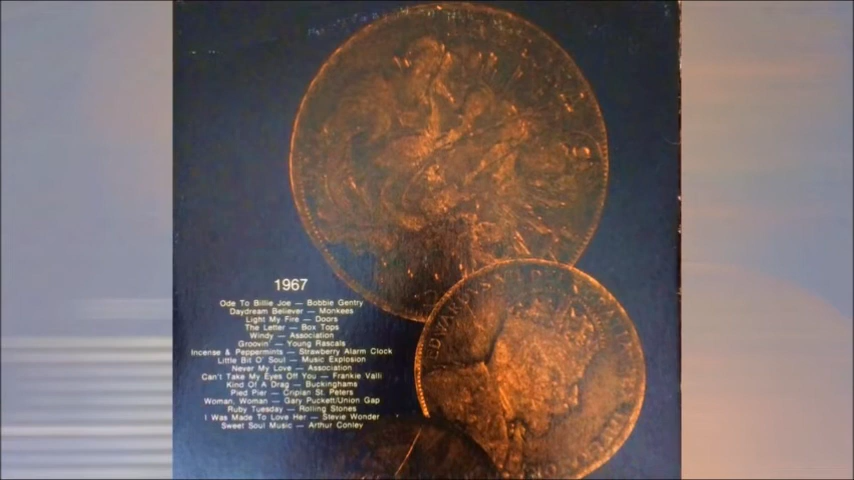 1967
Ode To Billie Joe — Bobbie Gentry
Daydream Believer — Monkees
Light My Fire — Doors
The Letter — Box Tops
Windy — Association
Groovin' — Young Rascals
Incense & Peppermints — Strawberry Alarm Clock
Little Bit O' Soul — Music Explosion
Never My Love — Association
Can't Take My Eyes Off You — Frankie Valli
Kind Of A Drag — Buckinghams
Pied Pier — Cripian St. Peters
Woman, Woman — Gary Puckett/Union Gap
Ruby Tuesday — Rolling Stones
I Was Made To Love Her — Stevie Wonder
Sweet Soul Music — Arthur Conley
EDWARDVS